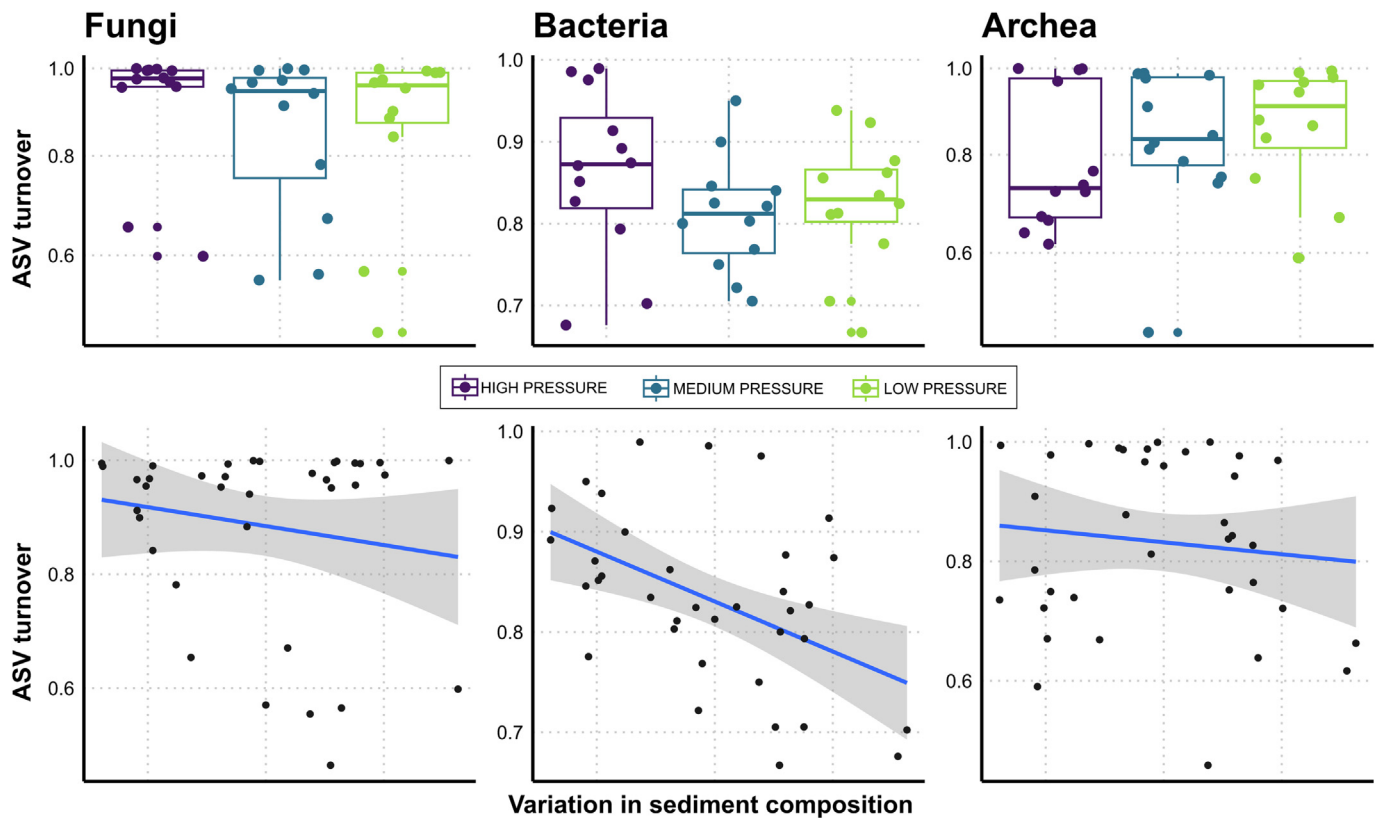 Fungi
Bacteria
Archea
ASV turnover
1.0
0.8
0.6
1.0
0.9
0.8
0.7
1.0
0.8
0.6
HIGH PRESSURE
MEDIUM PRESSURE
LOW PRESSURE
ASV turnover
1.0
0.8
0.6
1.0
0.9
0.8
0.7
1.0
0.8
0.6
Variation in sediment composition